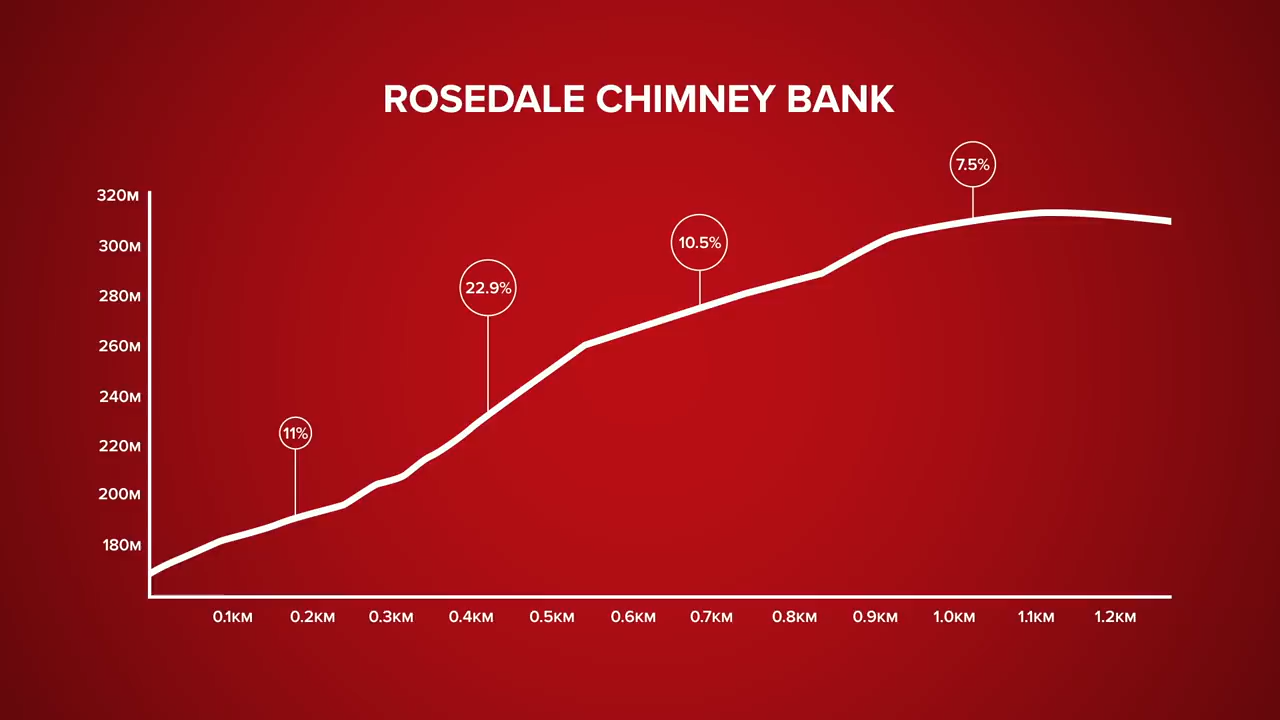 ROSEDALE CHIMNEY BANK
7.5%
10.5%
22.9%
11%
320M
300M
280M
260M
240M
220M
200M
180M
0.1KM 0.2KM 0.3KM 0.4KM 0.5KM 0.6KM 0.7KM 0.8KM 0.9KM 1.0KM 1.1KM 1.2KM